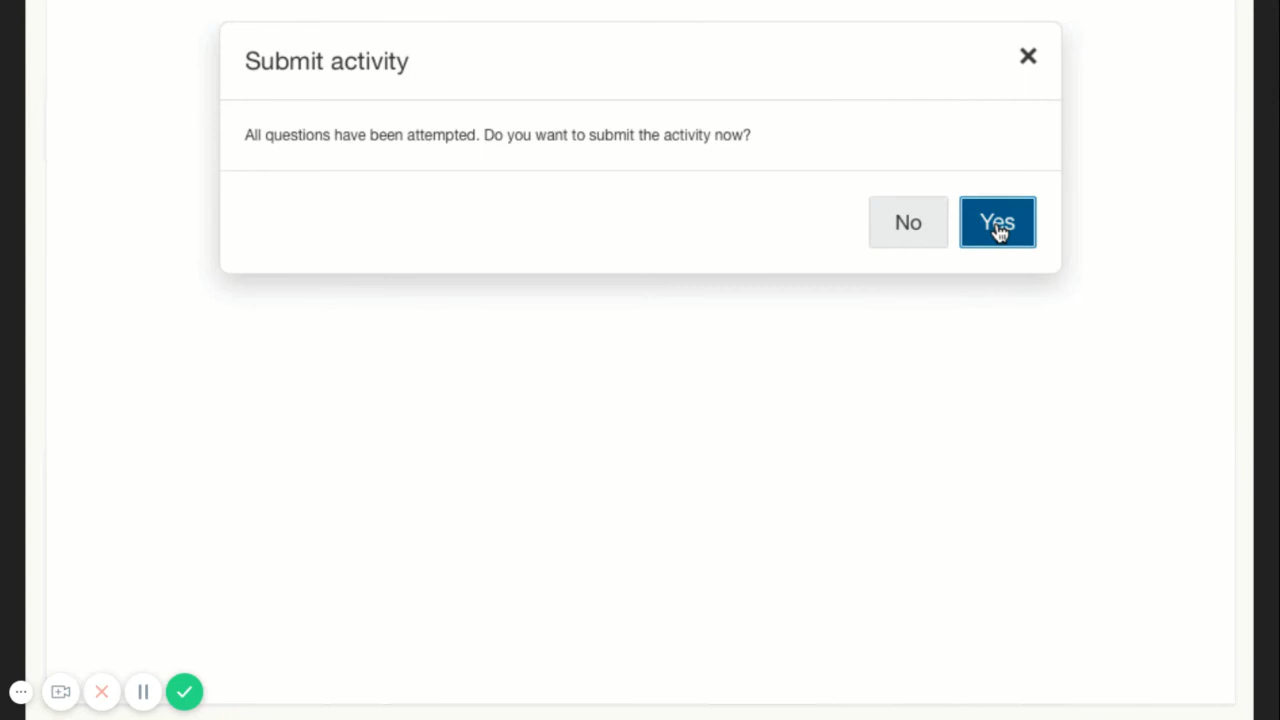 Submit activity
All questions have been attempted. Do you want to submit the activity now?
No
Yes